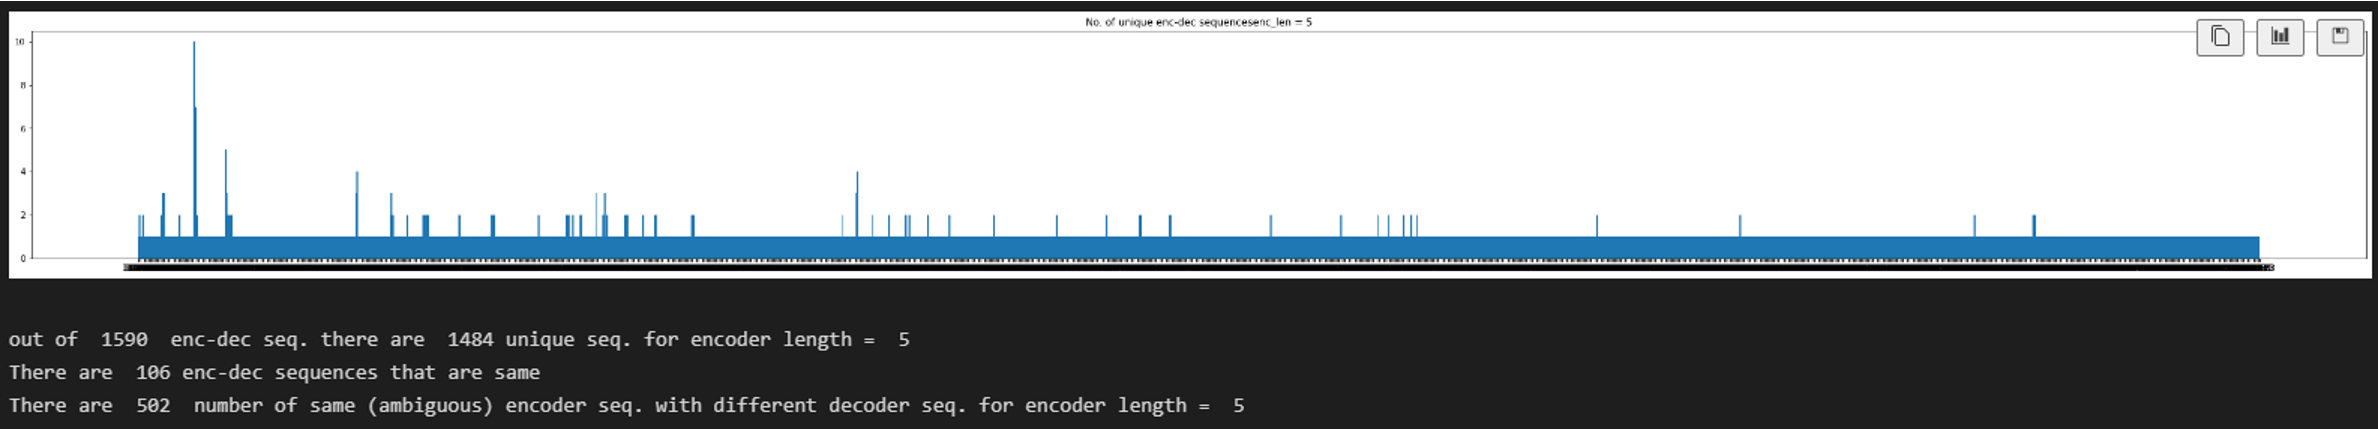 No. of unique enc-dec sequencesenc_len = 5
10
8
6
4
2
0
out of  1590  enc-dec seq. there are  1484 unique seq. for encoder length =  5
There are  106 enc-dec sequences that are same
There are  502  number of same (ambiguous) encoder seq. with different decoder seq. for encoder length =  5